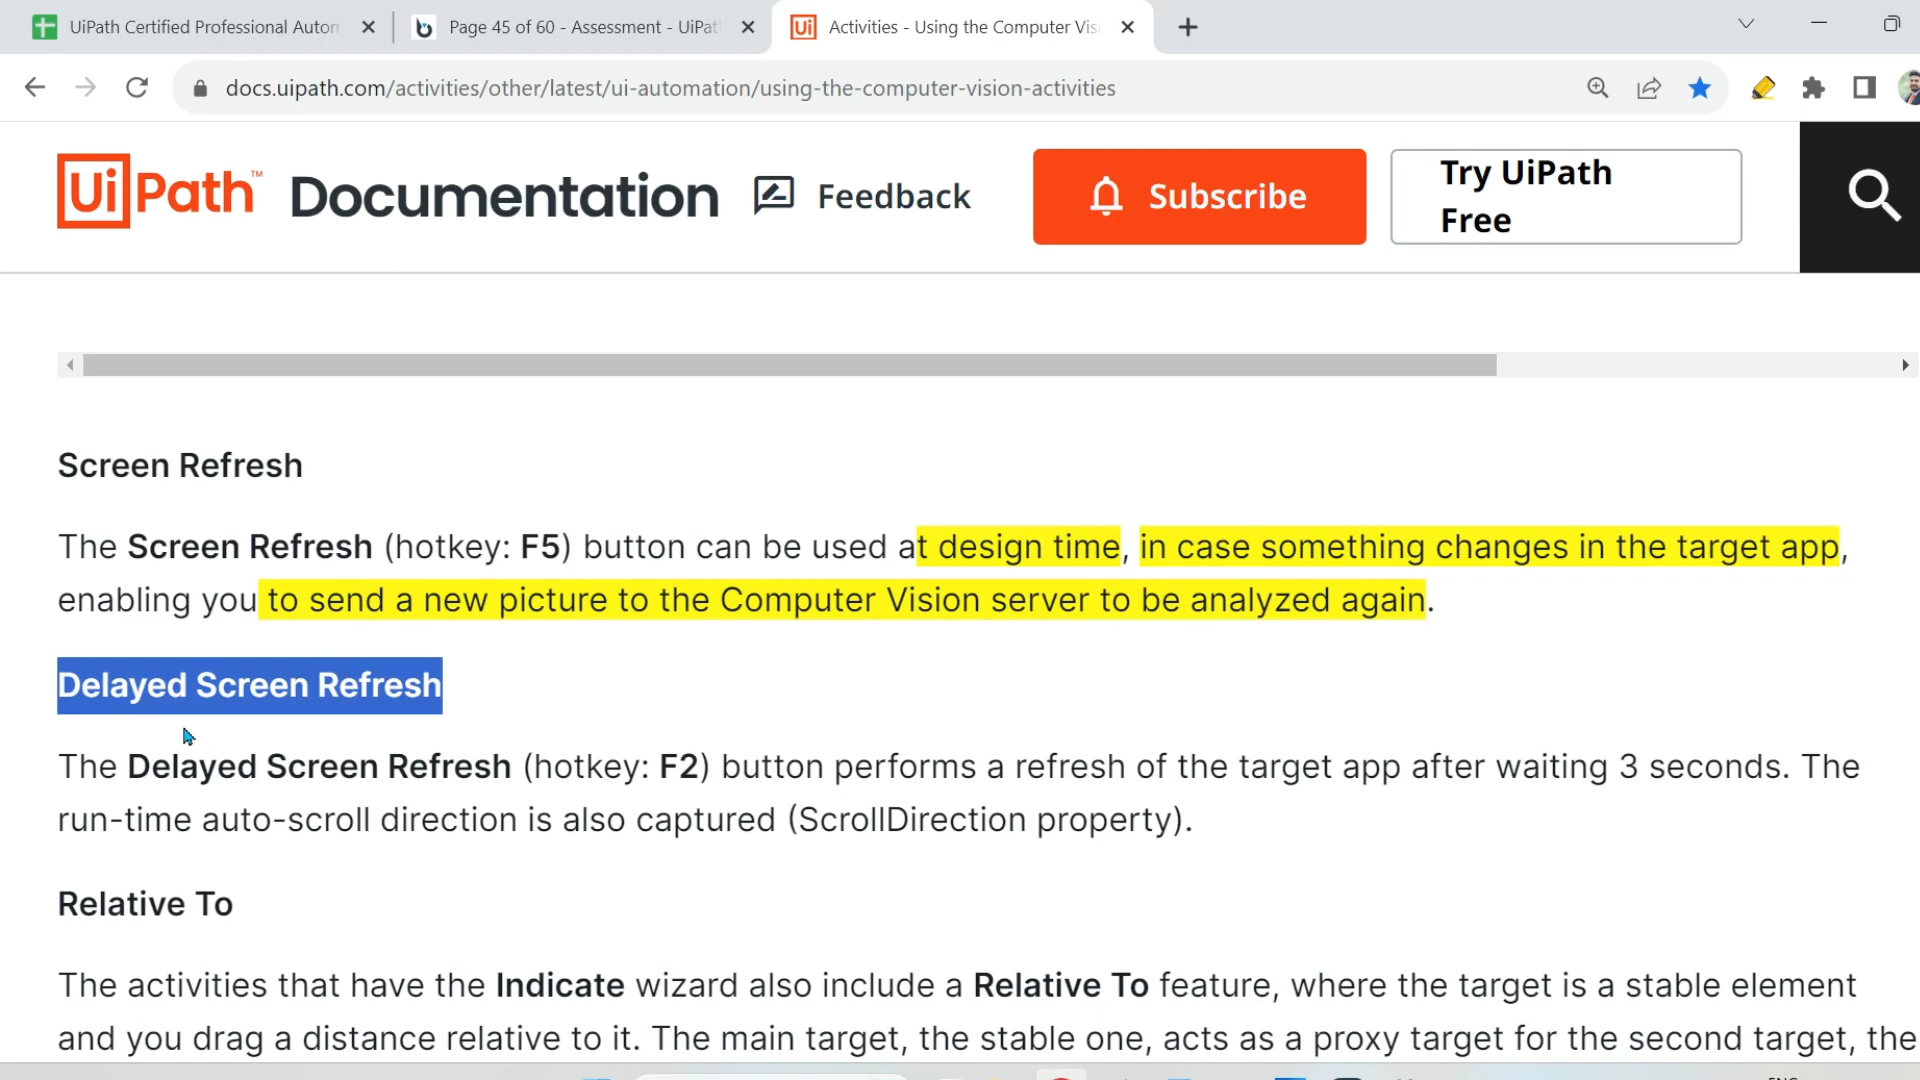 UiPath Certified Professional Autom
Page 45 of 60 - Assessment - UiPat
Activities - Using the Computer Vis
docs.uipath.com/activities/other/latest/ui-automation/using-the-computer-vision-activities
UiPath™ Documentation
Feedback
Subscribe
Try UiPath
Free
Screen Refresh
The Screen Refresh (hotkey: F5) button can be used at design time, in case something changes in the target app,
enabling you to send a new picture to the Computer Vision server to be analyzed again.
Delayed Screen Refresh
The Delayed Screen Refresh (hotkey: F2) button performs a refresh of the target app after waiting 3 seconds. The
run-time auto-scroll direction is also captured (ScrollDirection property).
Relative To
The activities that have the Indicate wizard also include a Relative To feature, where the target is a stable element
and you drag a distance relative to it. The main target, the stable one, acts as a proxy target for the second target, the